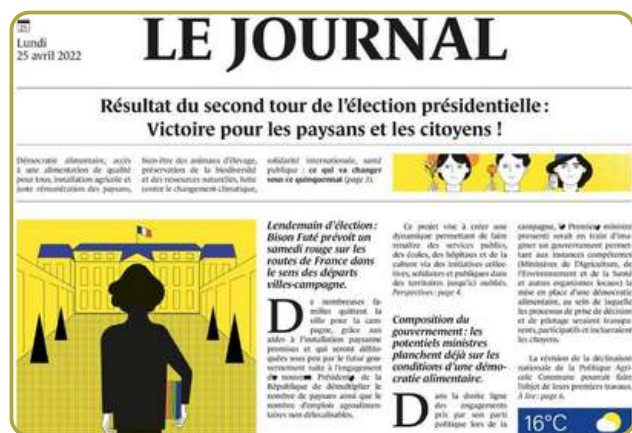 25
Lundi
25 avril 2022
LE JOURNAL
Résultat du second tour de l'élection présidentielle :
Victoire pour les paysans et les citoyens !
Démocratie alimentaire, accès
à une alimentation de qualité
pour tous, installation agricole et
juste rémunérations des paysans,
bien-être des animaux d'élevage,
préservation de la biodiversité
et des ressources naturelles, lutte
contre le changement climatique,
solidarité internationale, santé
publique : ce qui va changer
sous ce quinquennat (page 3).
Lendemain d'élection :
Bison Futé prévoit un
samedi rouge sur les
routes de France dans
le sens des départs
villes-campagne.
De nombreuses fa-
milles quittent la
ville pour la cam-
pagne, grâce aux
aides à l'installation paysanne
promises et qui seront déblo-
quées sous peu par le futur gou-
vernement suite à l'engagement
nouveau Président de la
République de démultiplier le
nombre de paysans ainsi que le
nombre d'emplois agroalimen-
taires non délocalisables.
Ce projet vise à créer une
dynamique permettant de faire
renaître des services publics,
des écoles, des hôpitaux et de la
culture via des initiatives collec-
tives, solidaires et publiques dans
des territoires jusqu'ici oubliés.
Perspectives : page 4.
Composition du
gouvernement : les
potentiels ministres
planchent déjà sur les
conditions d'une démo-
cratie alimentaire.
Dans la droite ligne
des engagements
pris par son parti
politique lors de la
campagne, Premier ministre
pressenti serait en train d'ima-
giner un gouvernement permet-
tant aux instances compétentes
(Ministères de l'Agriculture, de
l'Environnement et de la Santé
et autres organismes locaux) la
mise en place d'une démocratie
alimentaire, au sein de laquelle
les processus de prise de décision
et de pilotage seraient transpa-
rents, participatifs et incluraient
les citoyens.
La révision de la déclinaison
nationale de la Politique Agri-
cole Commune pourrait faire
l'objet de leurs premiers travaux.
À lire : page 6.
16°C